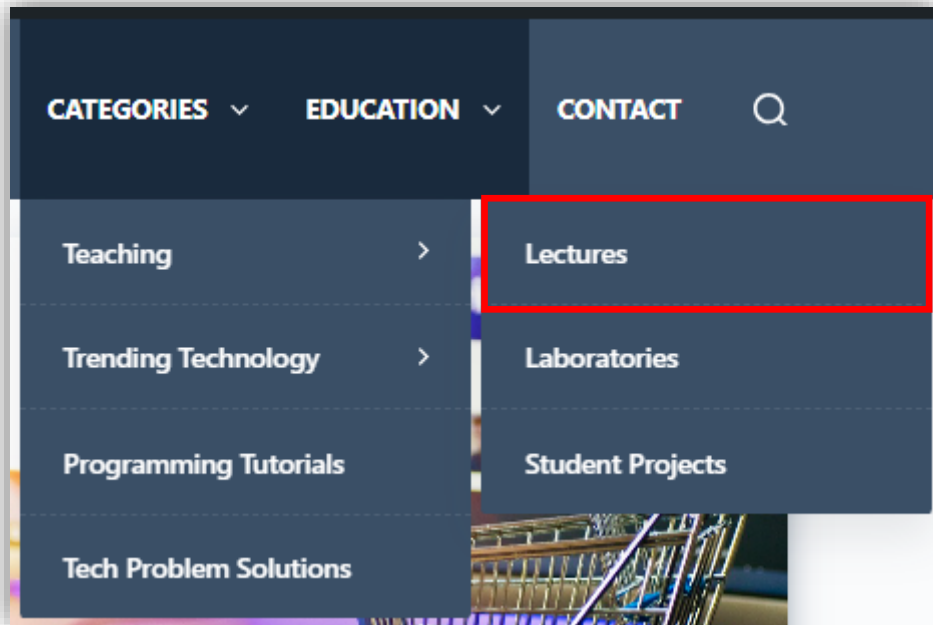 CATEGORIES EDUCATION CONTACT
Teaching
Trending Technology
Programming Tutorials
Tech Problem Solutions
Lectures
Laboratories
Student Projects